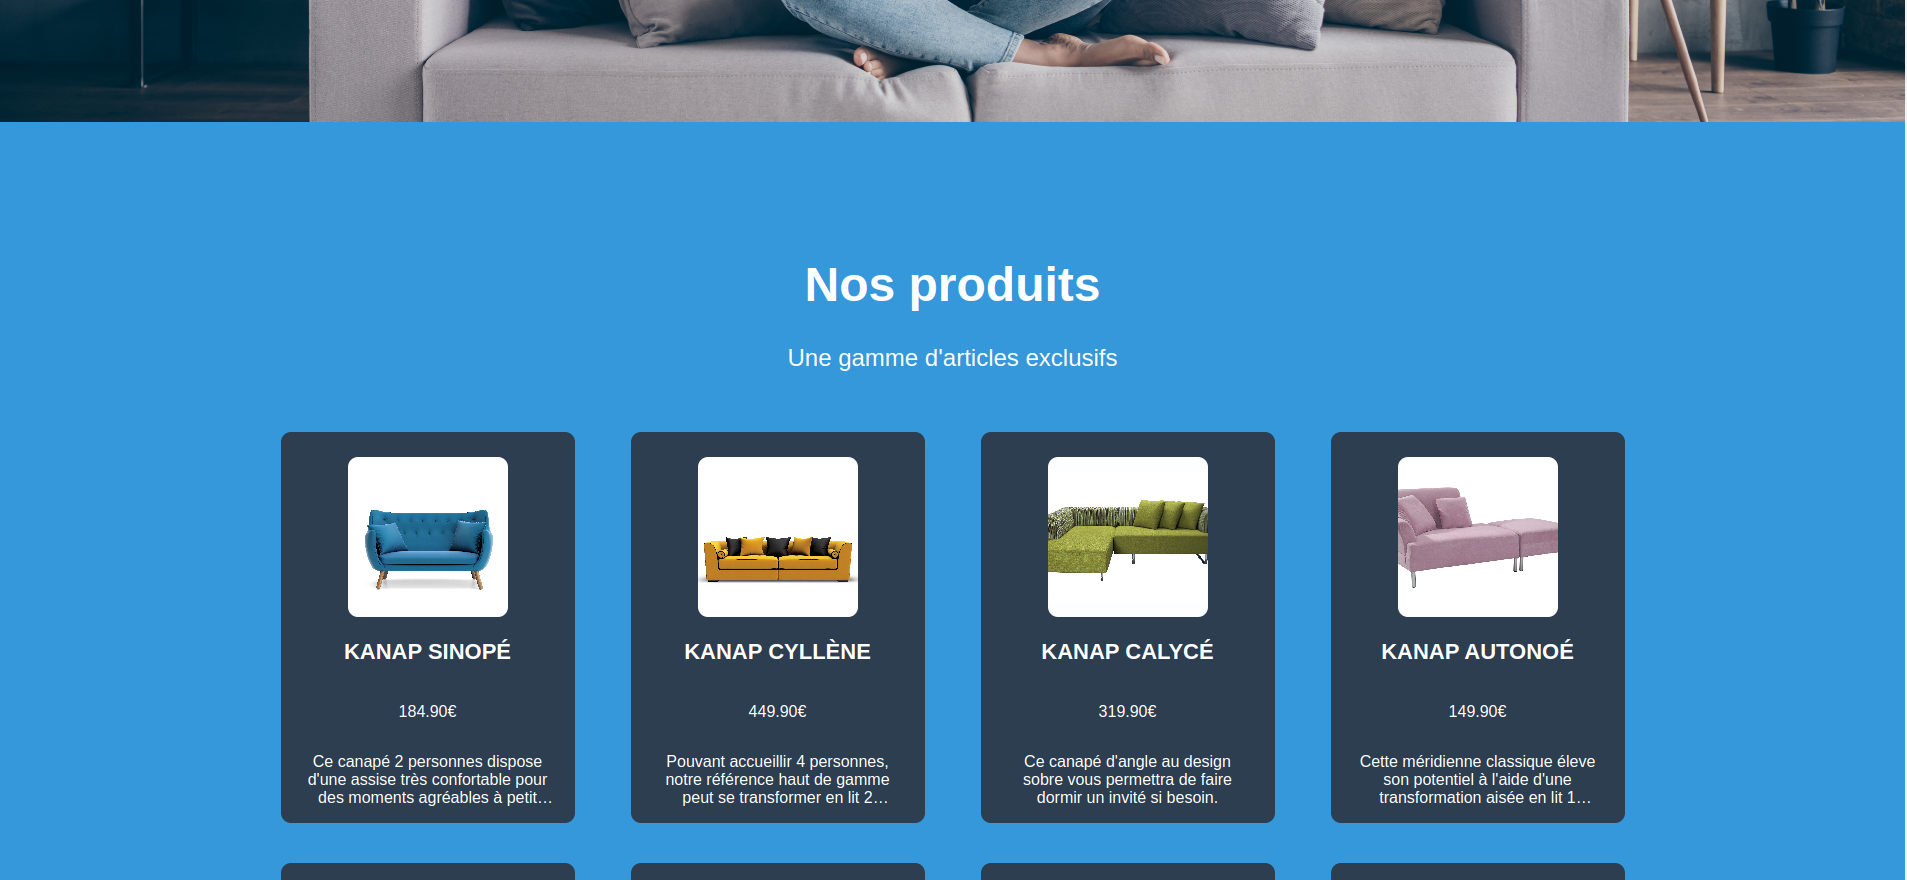 Nos produits
Une gamme d'articles exclusifs
KANAP SINOPÉ
184.90€
Ce canapé 2 personnes dispose
d'une assise très confortable pour
des moments agréables à petit…
KANAP CYLLÈNE
449.90€
Pouvant accueillir 4 personnes,
notre référence haut de gamme
peut se transformer en lit 2…
KANAP CALYCÉ
319.90€
Ce canapé d'angle au design
sobre vous permettra de faire
dormir un invité si besoin.
KANAP AUTONOÉ
149.90€
Cette méridienne classique éleve
son potentiel à l'aide d'une
transformation aisée en lit 1…